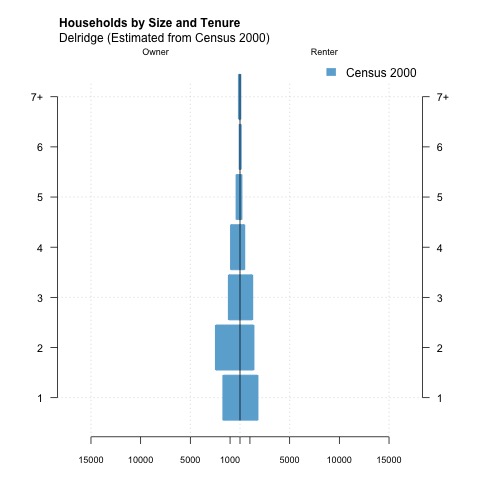 Households by Size and Tenure
Delridge (Estimated from Census 2000)
Owner Renter
Census 2000
7+ 7+
6 6
5 5
4 4
3 3
2 2
1 1
15000 10000 5000 1000 5000 10000 15000